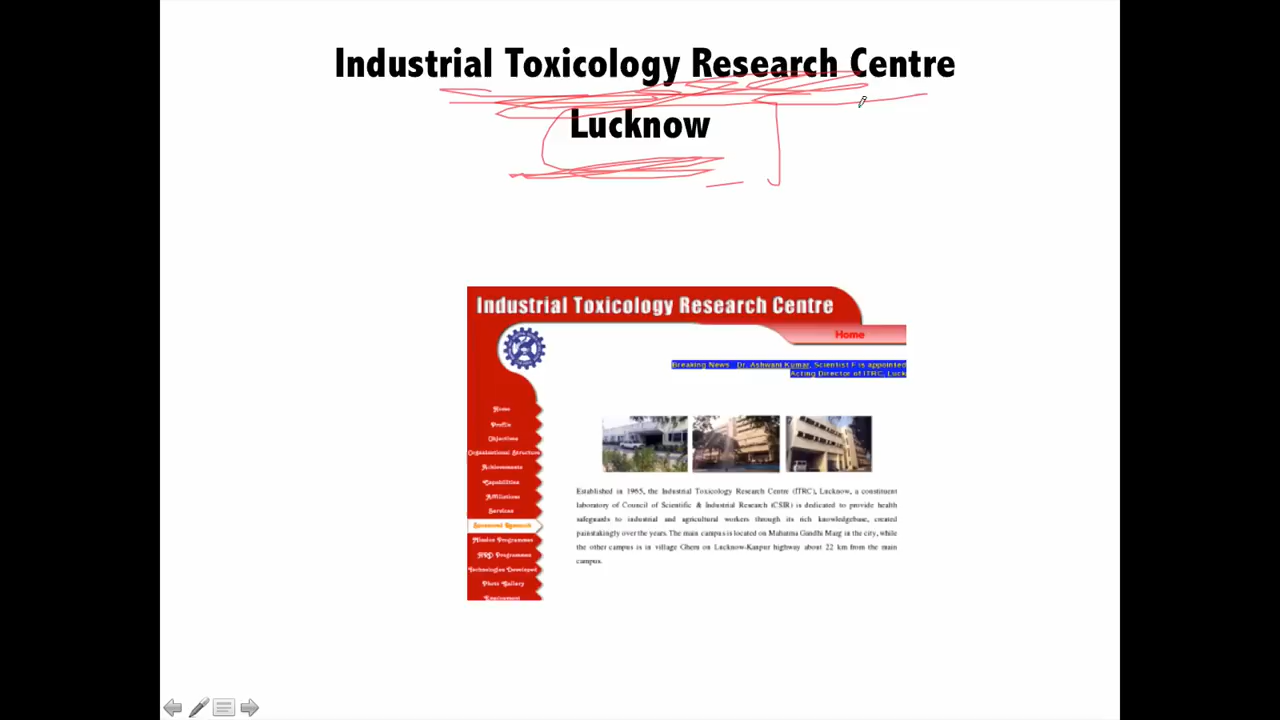 Industrial Toxicology Research Centre
Lucknow
Industrial Toxicology Research Centre
Home
Breaking News Dr. Ashwani Kumar, Scientist F is appointed
Acting Director of ITRC, Luck
Home
Profile
Objectives
Organizational Structure
Achievements
Capabilities
Affiliations
Services
Sponsored Research
Mission Programmes
HRD Programmes
Technologies Developed
Photo Gallery
Employment
Established in 1965, the Industrial Toxicology Research Centre (ITRC), Lucknow, a constituent
laboratory of Council of Scientific & Industrial Research (CSIR) is dedicated to provide health
safeguards to industrial and agricultural workers through its rich knowledgebase, created
painstakingly over the years. The main campus is located on Mahatma Gandhi Marg in the city, while
the other campus is in village Gheru on Lucknow-Kanpur highway about 22 km from the main
campus.